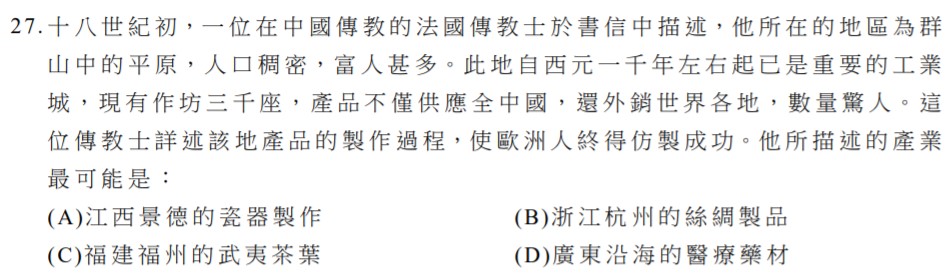 27.十八世紀初，一位在中國傳教的法國傳教士於書信中描述，他所在的地區為群
山中的平原，人口稠密，富人甚多。此地自西元一千年左右起已是重要的工業
城，現有作坊三千座，產品不僅供應全中國，還外銷世界各地，數量驚人。這
位傳教士詳述該地產品的製作過程，使歐洲人終得仿製成功。他所描述的產業
最可能是：
(A)江西景德的瓷器製作 (B)浙江杭州的絲綢製品
(C)福建福州的武夷茶葉 (D)廣東沿海的醫療藥材